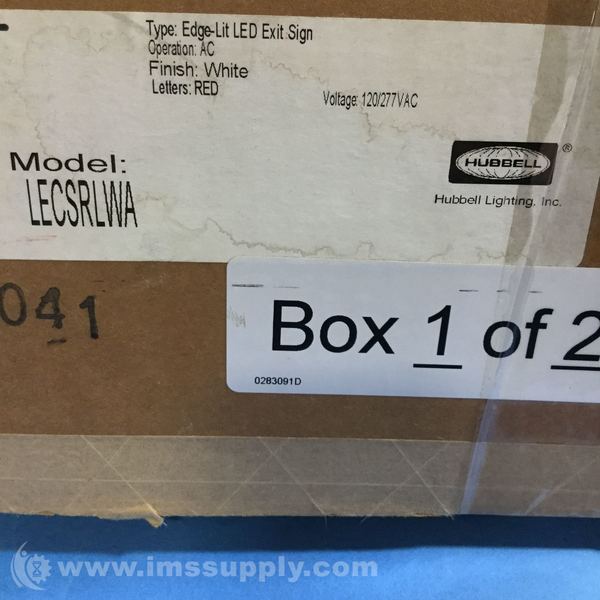 Type: Edge-Lit LED Exit Sign
Operation: AC
Finish: White
Letters: RED
Voltage: 120/277VAC
Model:
LECSRLWA
HUBBELL®
Hubbell Lighting, Inc.
041
Box 1 of 2
0283091D
www.imssupply.com